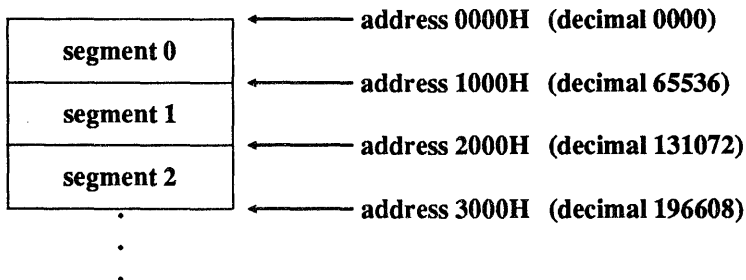 address 0000H (decimal 0000)
segment 0
address 1000H (decimal 65536)
segment 1
address 2000H (decimal 131072)
segment 2
address 3000H (decimal 196608)